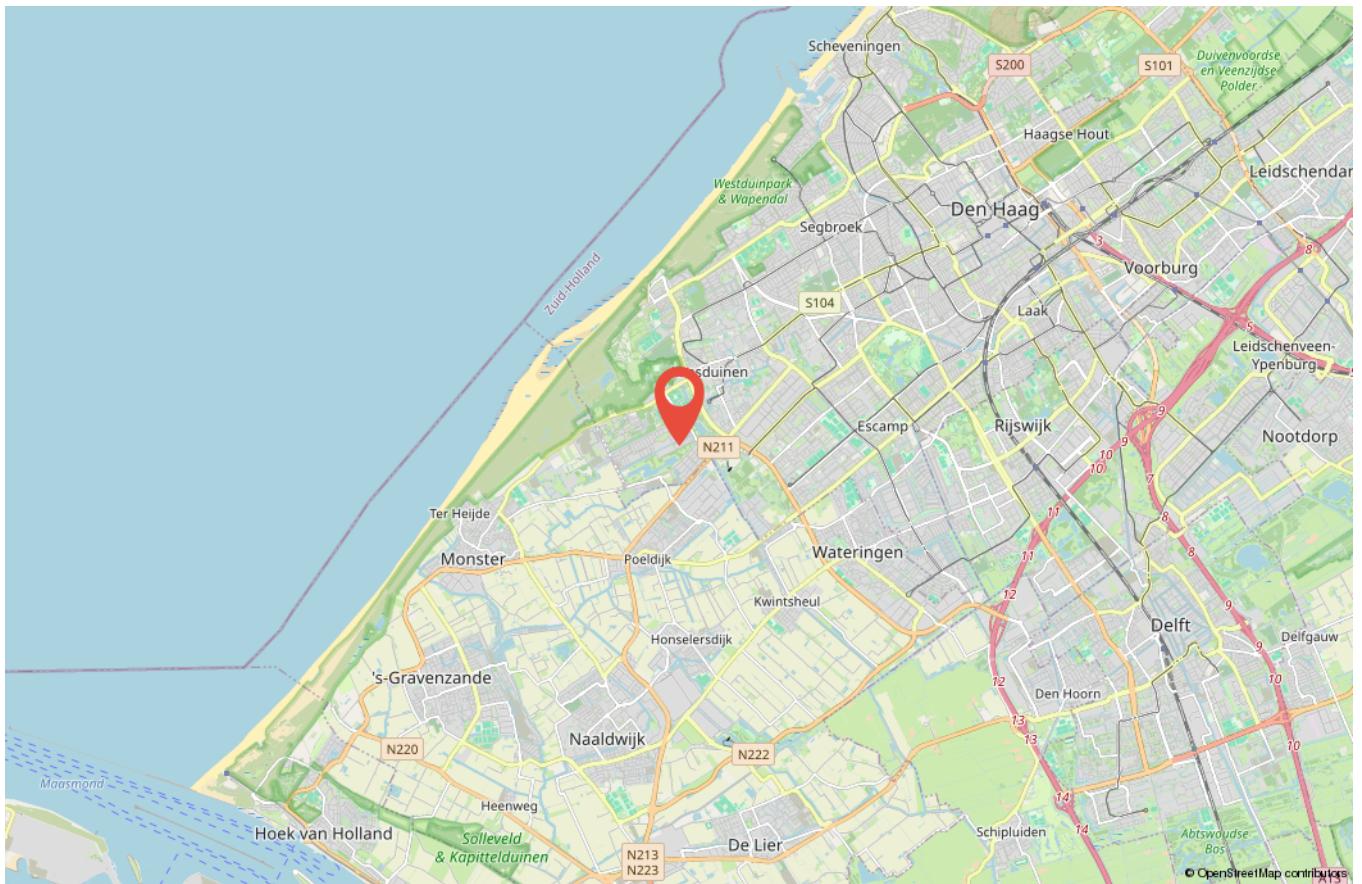 Scheveningen
S200
S101
Duivenvoordse
en Veenzijdse
Polder
Haagse Hout
Leidschendam
Westduinpark
& Wapendal
Den Haag
Segbroek
3
8
Voorburg
Zuid-Holland
S104
Laak
5
Leidschenveen-
Ypenburg
5
9
Escamp
Rijswijk
9
N211
10
10
Nootdorp
7
Ter Heijde
11
8
Monster
Poeldijk
Wateringen
11
8
12
Kwintsheul
9
Delft
Honselersdijk
Delfgauw
9
's-Gravenzande
12
10
Den Hoorn
13
13
Naaldwijk
N220
N222
10
Maasmond
14
Heenweg
14
Hoek van Holland
Solleveld
& Kapittelduinen
De Lier
Schipluiden
Abtswoudse
Bos
N213
N223
A13
© OpenStreetMap contributors